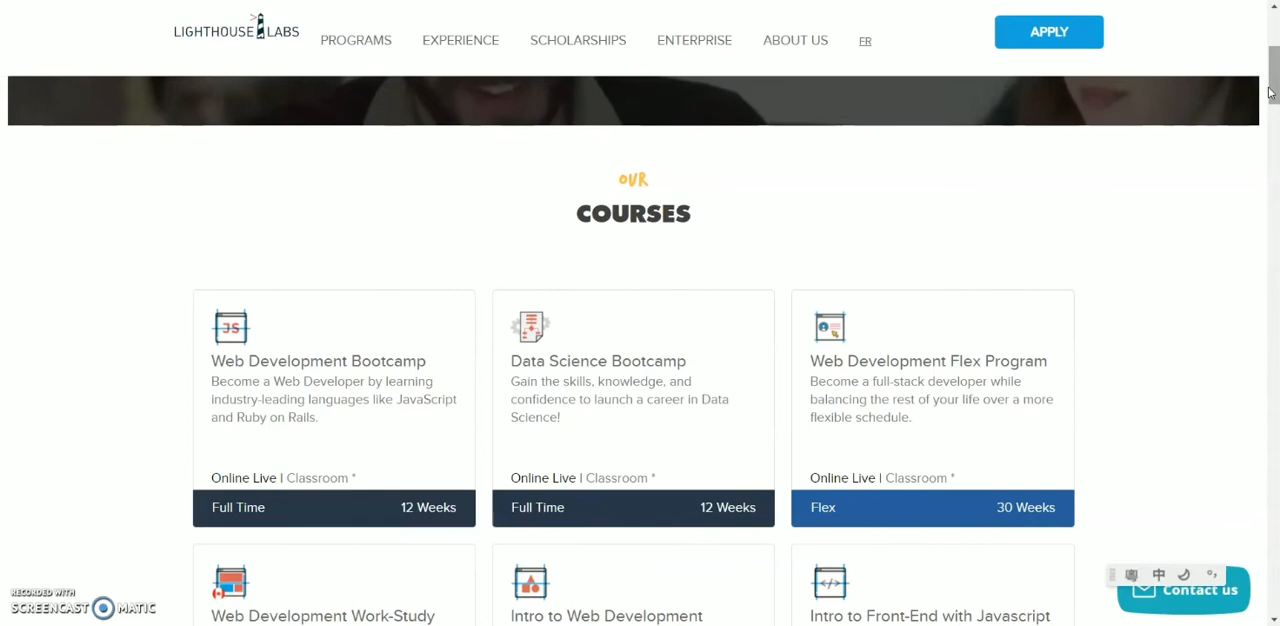 LIGHTHOUSE LABS
PROGRAMS EXPERIENCE SCHOLARSHIPS ENTERPRISE ABOUT US FR
APPLY
OUR
COURSES
JS
Web Development Bootcamp
Become a Web Developer by learning
industry-leading languages like JavaScript
and Ruby on Rails.
Online Live | Classroom *
Full Time 12 Weeks
Data Science Bootcamp
Gain the skills, knowledge, and
confidence to launch a career in Data
Science!
Online Live | Classroom *
Full Time 12 Weeks
Web Development Flex Program
Become a full-stack developer while
balancing the rest of your life over a more
flexible schedule.
Online Live | Classroom *
Flex 30 Weeks
Web Development Work-Study
Intro to Web Development
</>
Intro to Front-End with Javascript
中
Contact us
RECORDED WITH
SCREENCAST MATIC